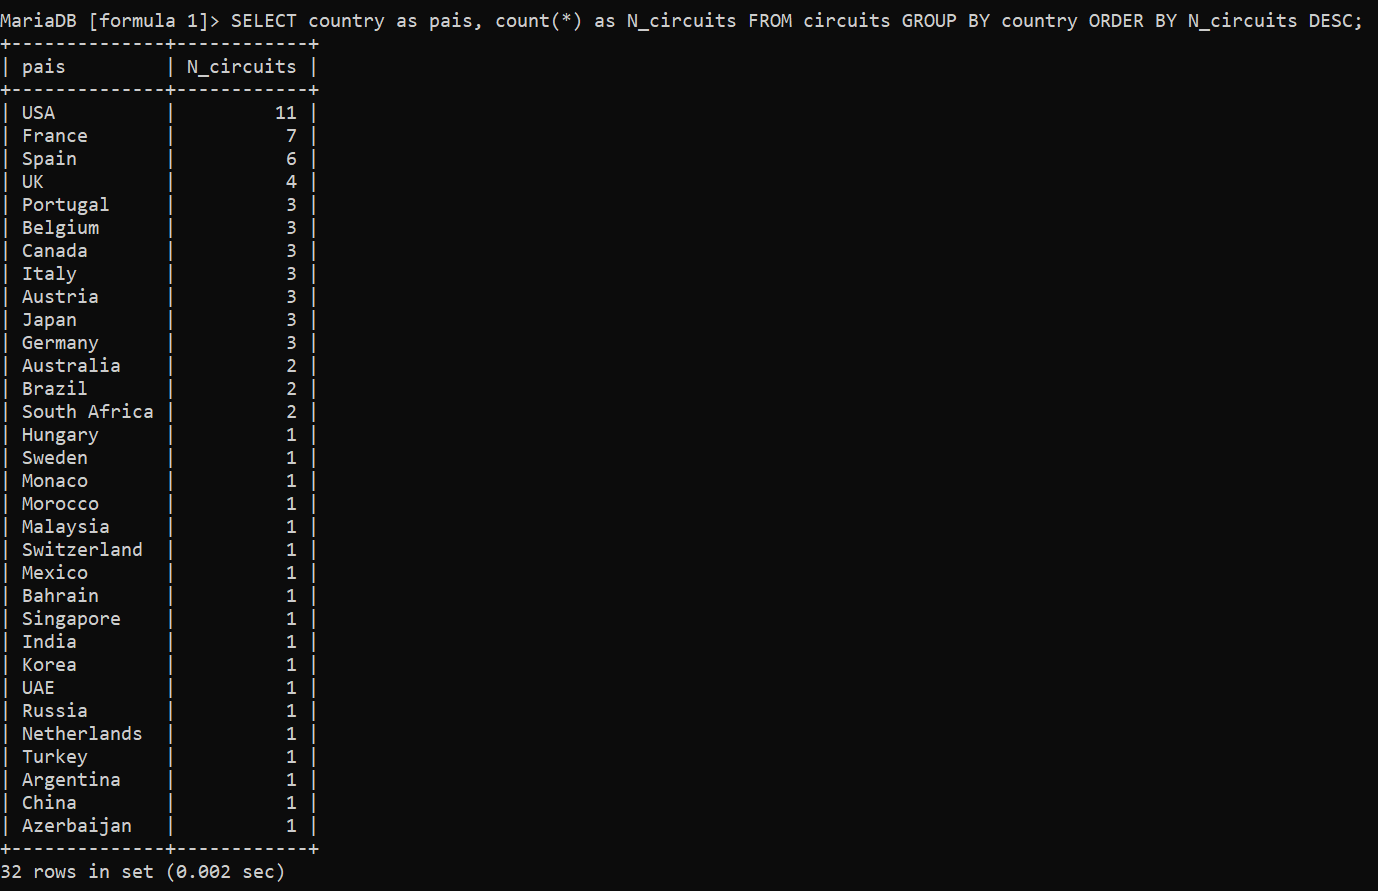 MariaDB [formula 1]> SELECT country as pais, count(*) as N_circuits FROM circuits GROUP BY country ORDER BY N_circuits DESC;
+--------------+------------+
| pais         | N_circuits |
+--------------+------------+
| USA          |         11 |
| France       |          7 |
| Spain        |          6 |
| UK           |          4 |
| Portugal     |          3 |
| Belgium      |          3 |
| Canada       |          3 |
| Italy        |          3 |
| Austria      |          3 |
| Japan        |          3 |
| Germany      |          3 |
| Australia    |          2 |
| Brazil       |          2 |
| South Africa |          2 |
| Hungary      |          1 |
| Sweden       |          1 |
| Monaco       |          1 |
| Morocco      |          1 |
| Malaysia     |          1 |
| Switzerland  |          1 |
| Mexico       |          1 |
| Bahrain      |          1 |
| Singapore    |          1 |
| India        |          1 |
| Korea        |          1 |
| UAE          |          1 |
| Russia       |          1 |
| Netherlands  |          1 |
| Turkey       |          1 |
| Argentina    |          1 |
| China        |          1 |
| Azerbaijan   |          1 |
+--------------+------------+
32 rows in set (0.002 sec)